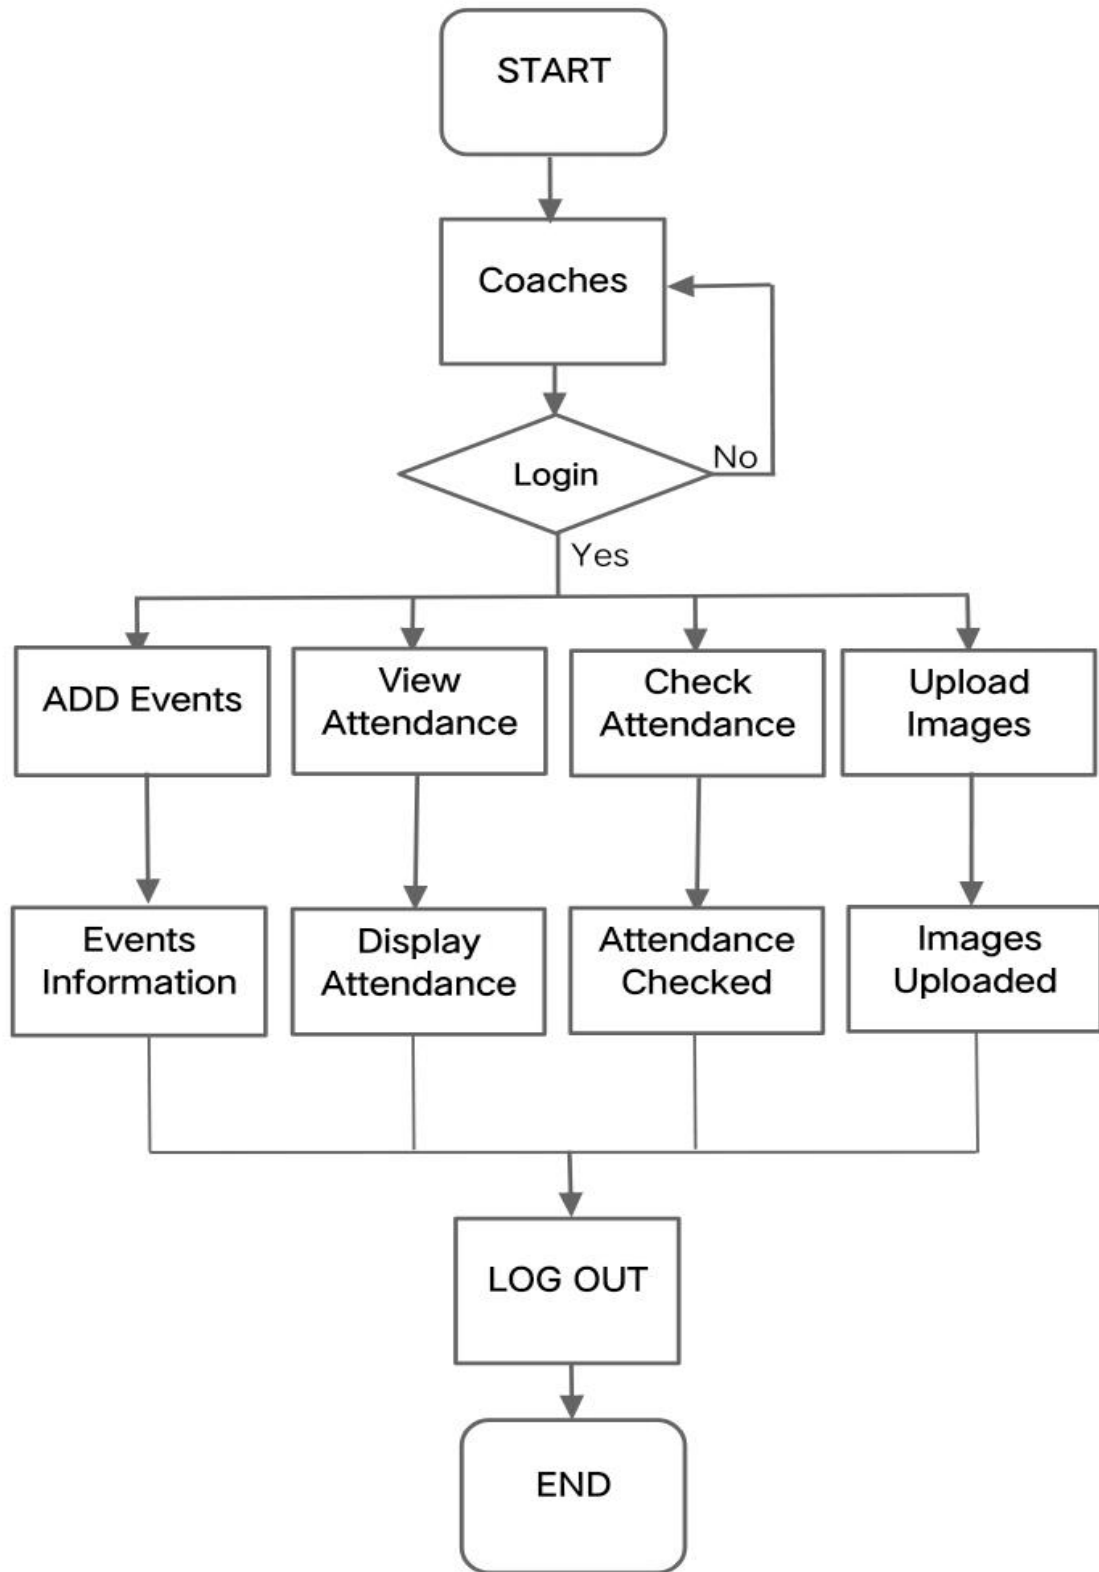 START
Coaches
Login
No
Yes
ADD Events
View
Attendance
Check
Attendance
Upload
Images
Events
Information
Display
Attendance
Attendance
Checked
Images
Uploaded
LOG OUT
END